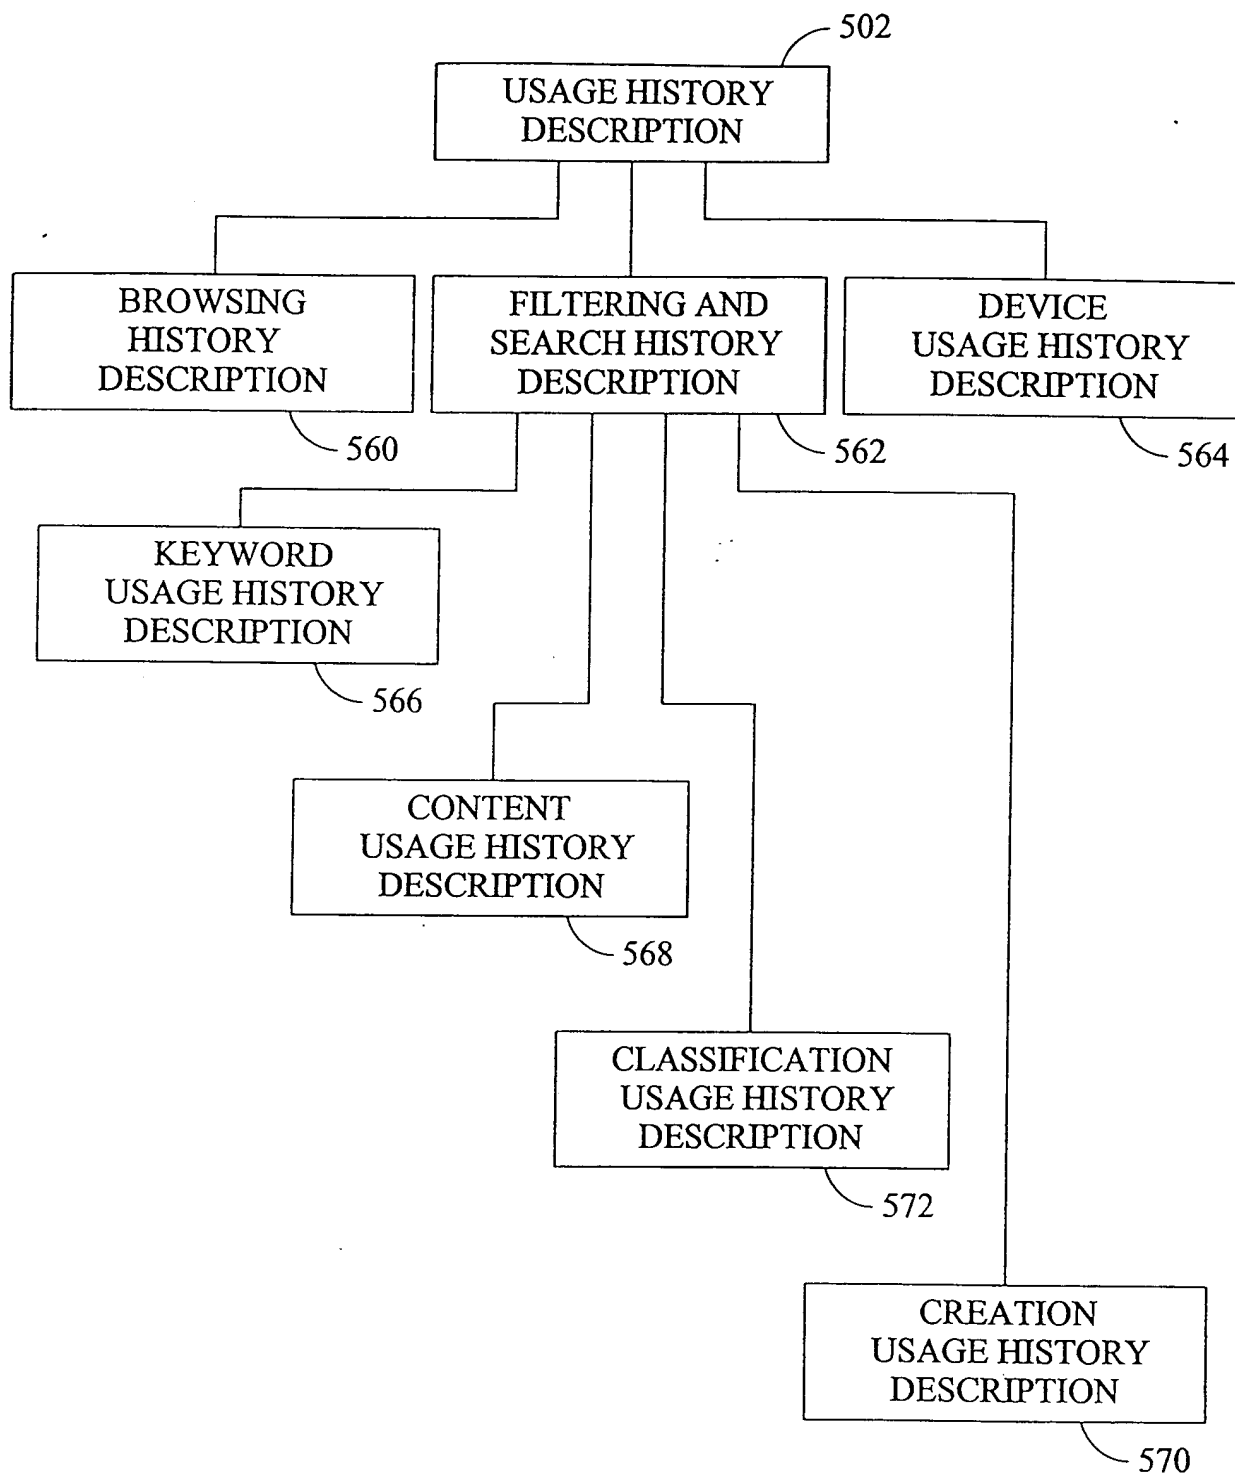 502
USAGE HISTORY
DESCRIPTION
BROWSING
HISTORY
DESCRIPTION
560
FILTERING AND
SEARCH HISTORY
DESCRIPTION
562
DEVICE
USAGE HISTORY
DESCRIPTION
564
KEYWORD
USAGE HISTORY
DESCRIPTION
566
CONTENT
USAGE HISTORY
DESCRIPTION
568
CLASSIFICATION
USAGE HISTORY
DESCRIPTION
572
CREATION
USAGE HISTORY
DESCRIPTION
570